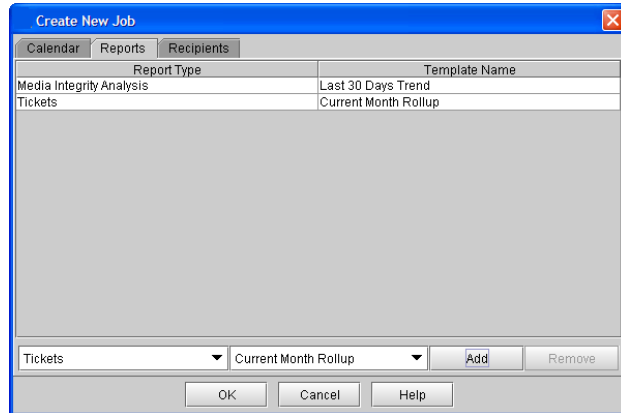 Create New Job
Calendar Reports Recipients
Report Type Template Name
Media Integrity Analysis Last 30 Days Trend
Tickets Current Month Rollup
Tickets Current Month Rollup Add Remove
OK Cancel Help